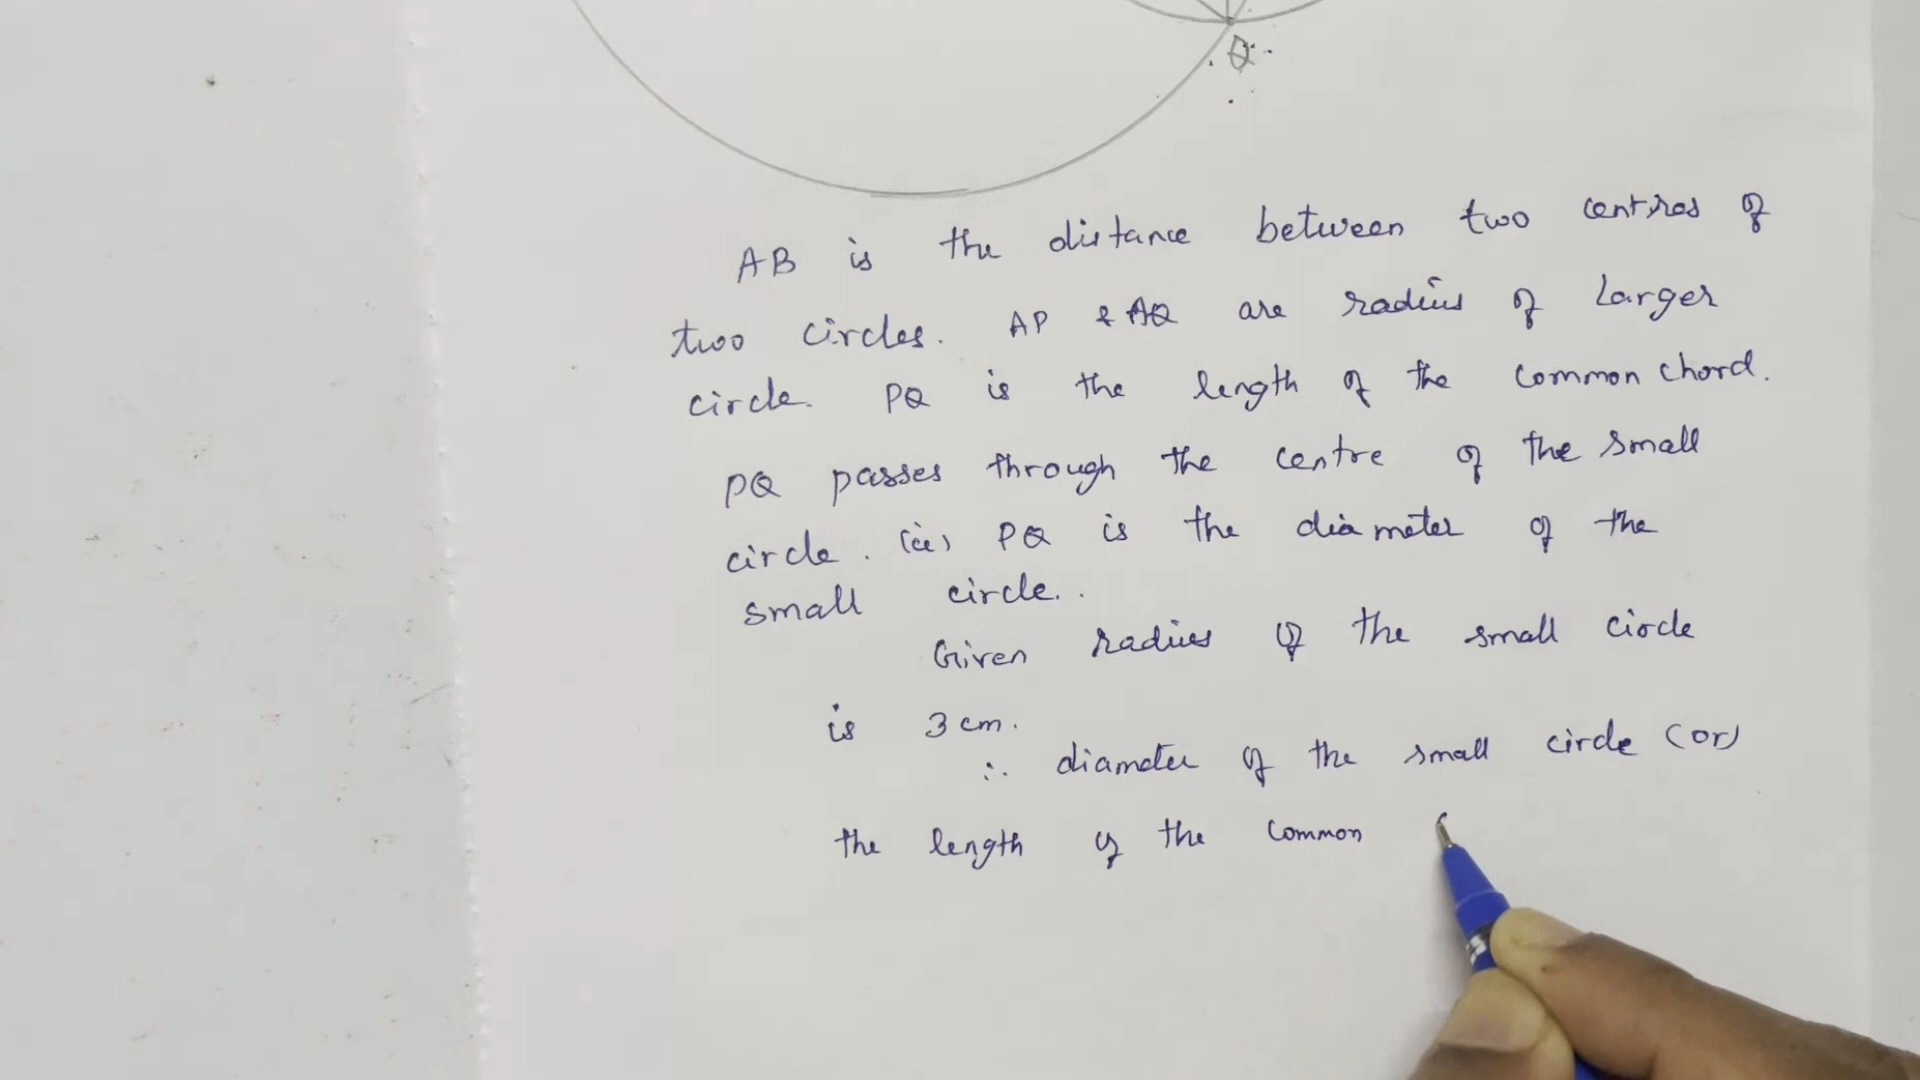 Q
AB is the distance between two centres of
two circles. AP & AQ are radius of Larger
circle. PQ is the length of the common chord.
PQ passes through the centre of the small
circle. (ie) PQ is the diameter of the
small circle.
Given radius of the small circle
is 3 cm.
∴ diameter of the small circle (or)
the length of the common